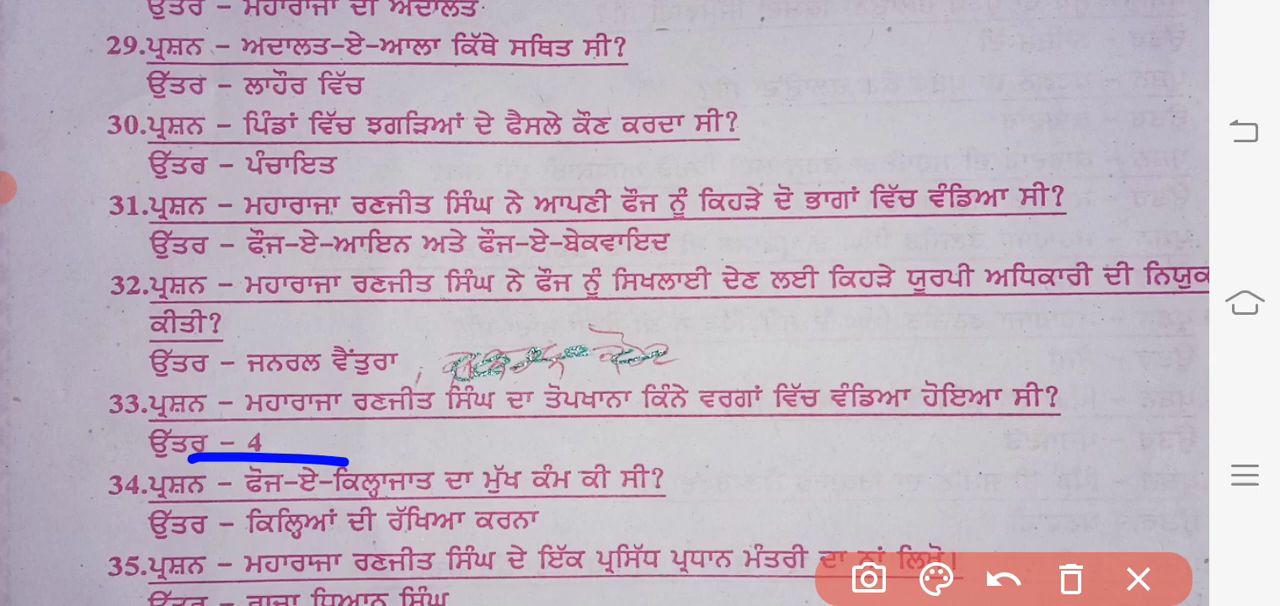 ਉੱਤਰ – ਮਹਾਰਾਜਾ ਦੀ ਅਦਾਲਤ
29.ਪ੍ਰਸ਼ਨ – ਅਦਾਲਤ-ਏ-ਆਲਾ ਕਿੱਥੇ ਸਥਿਤ ਸੀ?
ਉੱਤਰ – ਲਾਹੌਰ ਵਿੱਚ
30.ਪ੍ਰਸ਼ਨ – ਪਿੰਡਾਂ ਵਿੱਚ ਝਗੜਿਆਂ ਦੇ ਫੈਸਲੇ ਕੌਣ ਕਰਦਾ ਸੀ?
ਉੱਤਰ – ਪੰਚਾਇਤ
31.ਪ੍ਰਸ਼ਨ – ਮਹਾਰਾਜਾ ਰਣਜੀਤ ਸਿੰਘ ਨੇ ਆਪਣੀ ਫੌਜ ਨੂੰ ਕਿਹੜੇ ਦੋ ਭਾਗਾਂ ਵਿੱਚ ਵੰਡਿਆ ਸੀ?
ਉੱਤਰ – ਫੌਜ-ਏ-ਆਇਨ ਅਤੇ ਫੌਜ-ਏ-ਬੇਕਵਾਇਦ
32.ਪ੍ਰਸ਼ਨ – ਮਹਾਰਾਜਾ ਰਣਜੀਤ ਸਿੰਘ ਨੇ ਫੌਜ ਨੂੰ ਸਿਖਲਾਈ ਦੇਣ ਲਈ ਕਿਹੜੇ ਯੂਰਪੀ ਅਧਿਕਾਰੀ ਦੀ ਨਿਯੁਕ
ਕੀਤੀ?
ਉੱਤਰ – ਜਨਰਲ ਵੈਂਤੁਰਾ
33.ਪ੍ਰਸ਼ਨ – ਮਹਾਰਾਜਾ ਰਣਜੀਤ ਸਿੰਘ ਦਾ ਤੋਪਖਾਨਾ ਕਿੰਨੇ ਵਰਗਾਂ ਵਿੱਚ ਵੰਡਿਆ ਹੋਇਆ ਸੀ?
ਉੱਤਰ – 4
34.ਪ੍ਰਸ਼ਨ – ਫੋਜ-ਏ-ਕਿਲ੍ਹਾਜਾਤ ਦਾ ਮੁੱਖ ਕੰਮ ਕੀ ਸੀ?
ਉੱਤਰ – ਕਿਲ੍ਹਿਆਂ ਦੀ ਰੱਖਿਆ ਕਰਨਾ
35.ਪ੍ਰਸ਼ਨ – ਮਹਾਰਾਜਾ ਰਣਜੀਤ ਸਿੰਘ ਦੇ ਇੱਕ ਪ੍ਰਸਿੱਧ ਪ੍ਰਧਾਨ ਮੰਤਰੀ ਦਾ ਨਾਂ ਲਿਖੋ।
ਉੱਤਰ – ਰਾਜਾ ਧਿਆਨ ਸਿੰਘ